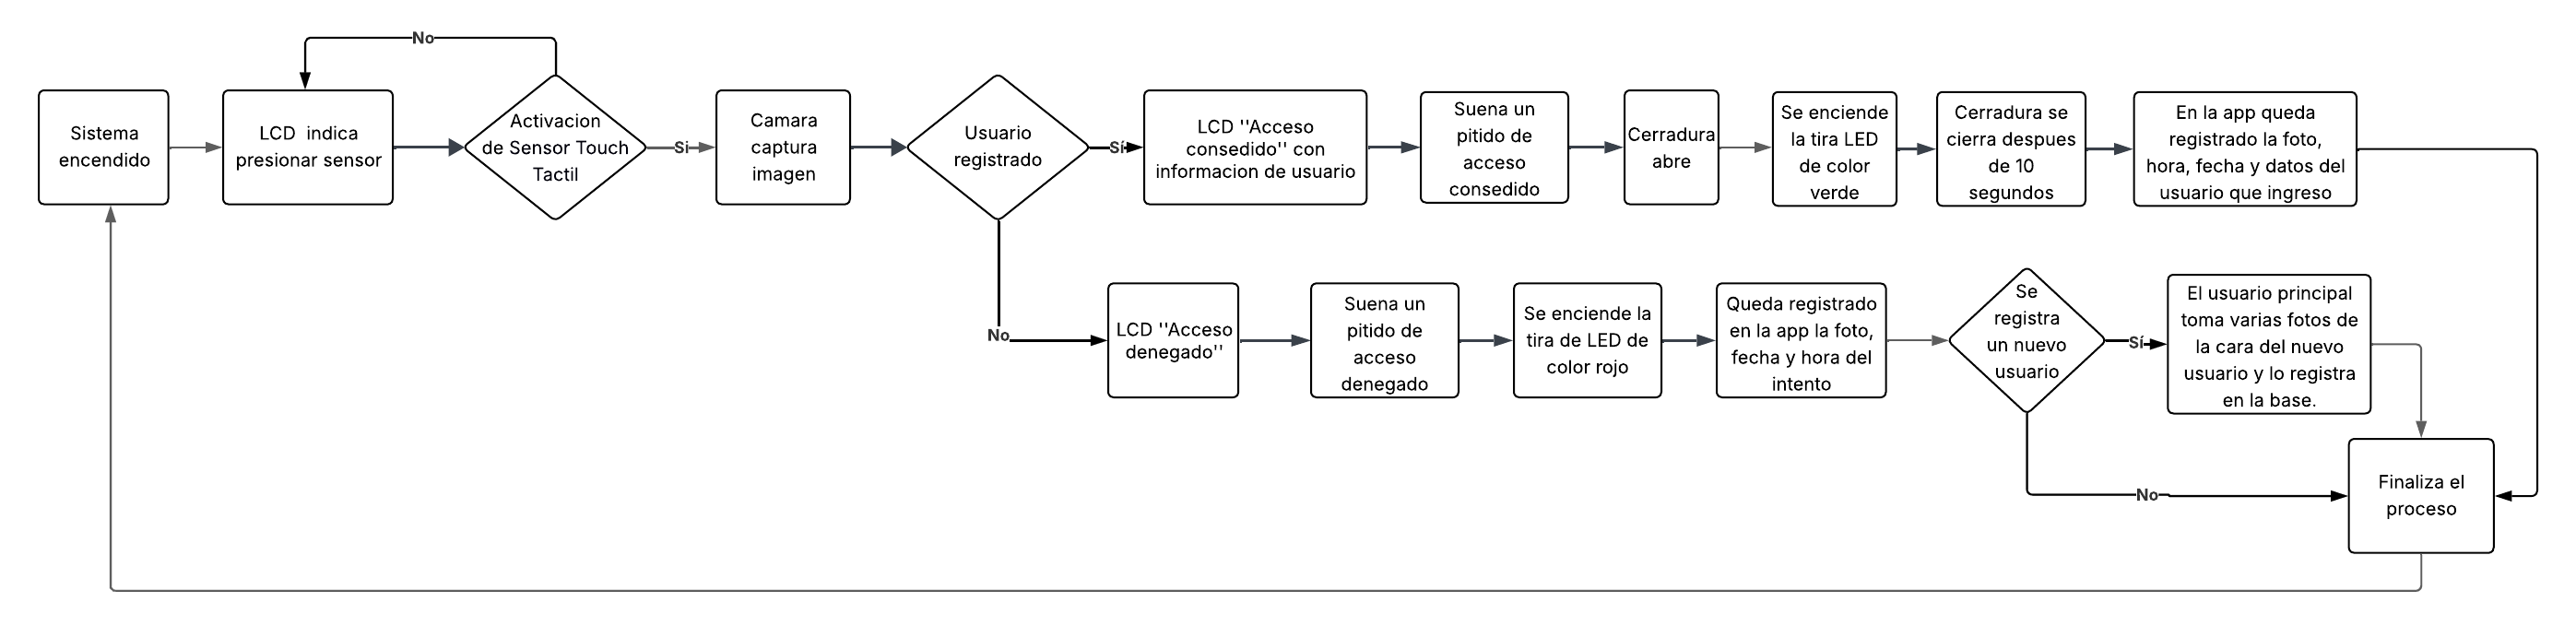 No
Sistema
encendido
LCD  indica
presionar sensor
Activacion
de Sensor Touch
Tactil
Si
Camara
captura
imagen
Usuario
registrado
Sí
LCD ''Acceso
consedido'' con
informacion de usuario
Suena un
pitido de
acceso
consedido
Cerradura
abre
Se enciende
la tira LED
de color
verde
Cerradura se
cierra despues
de 10
segundos
En la app queda
registrado la foto,
hora, fecha y datos del
usuario que ingreso
No
LCD ''Acceso
denegado''
Suena un
pitido de
acceso
denegado
Se enciende la
tira de LED de
color rojo
Queda registrado
en la app la foto,
fecha y hora del
intento
Se
registra
un nuevo
usuario
Sí
El usuario principal
toma varias fotos de
la cara del nuevo
usuario y lo registra
en la base.
No
Finaliza el
proceso